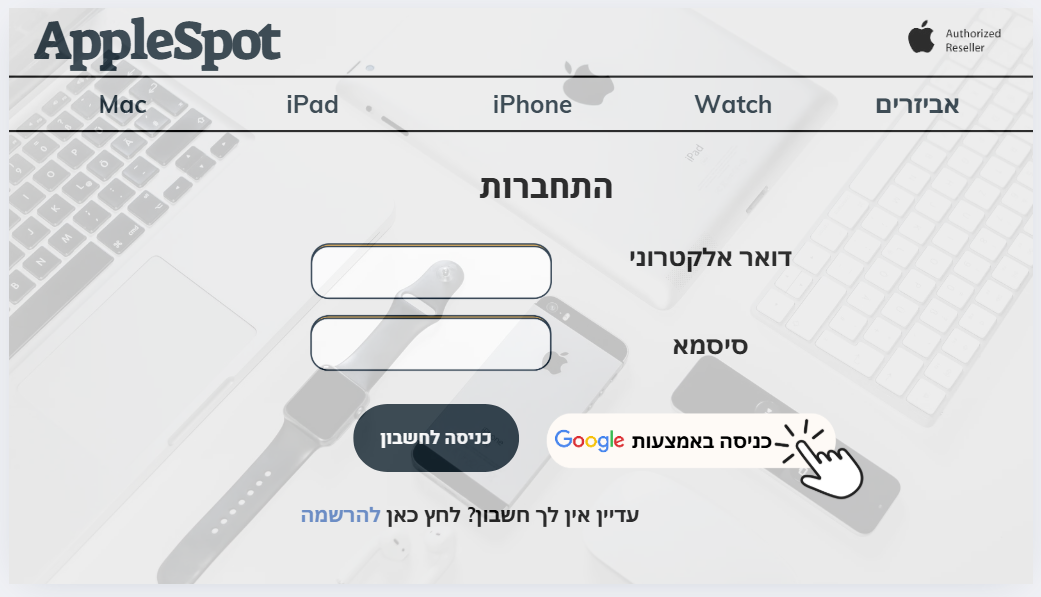 AppleSpot
Authorized
Reseller
Mac iPad iPhone Watch אביזרים
iPad
התחברות
דואר אלקטרוני
סיסמא
כניסה באמצעות Google
כניסה לחשבון
עדיין אין לך חשבון? לחץ כאן להרשמה